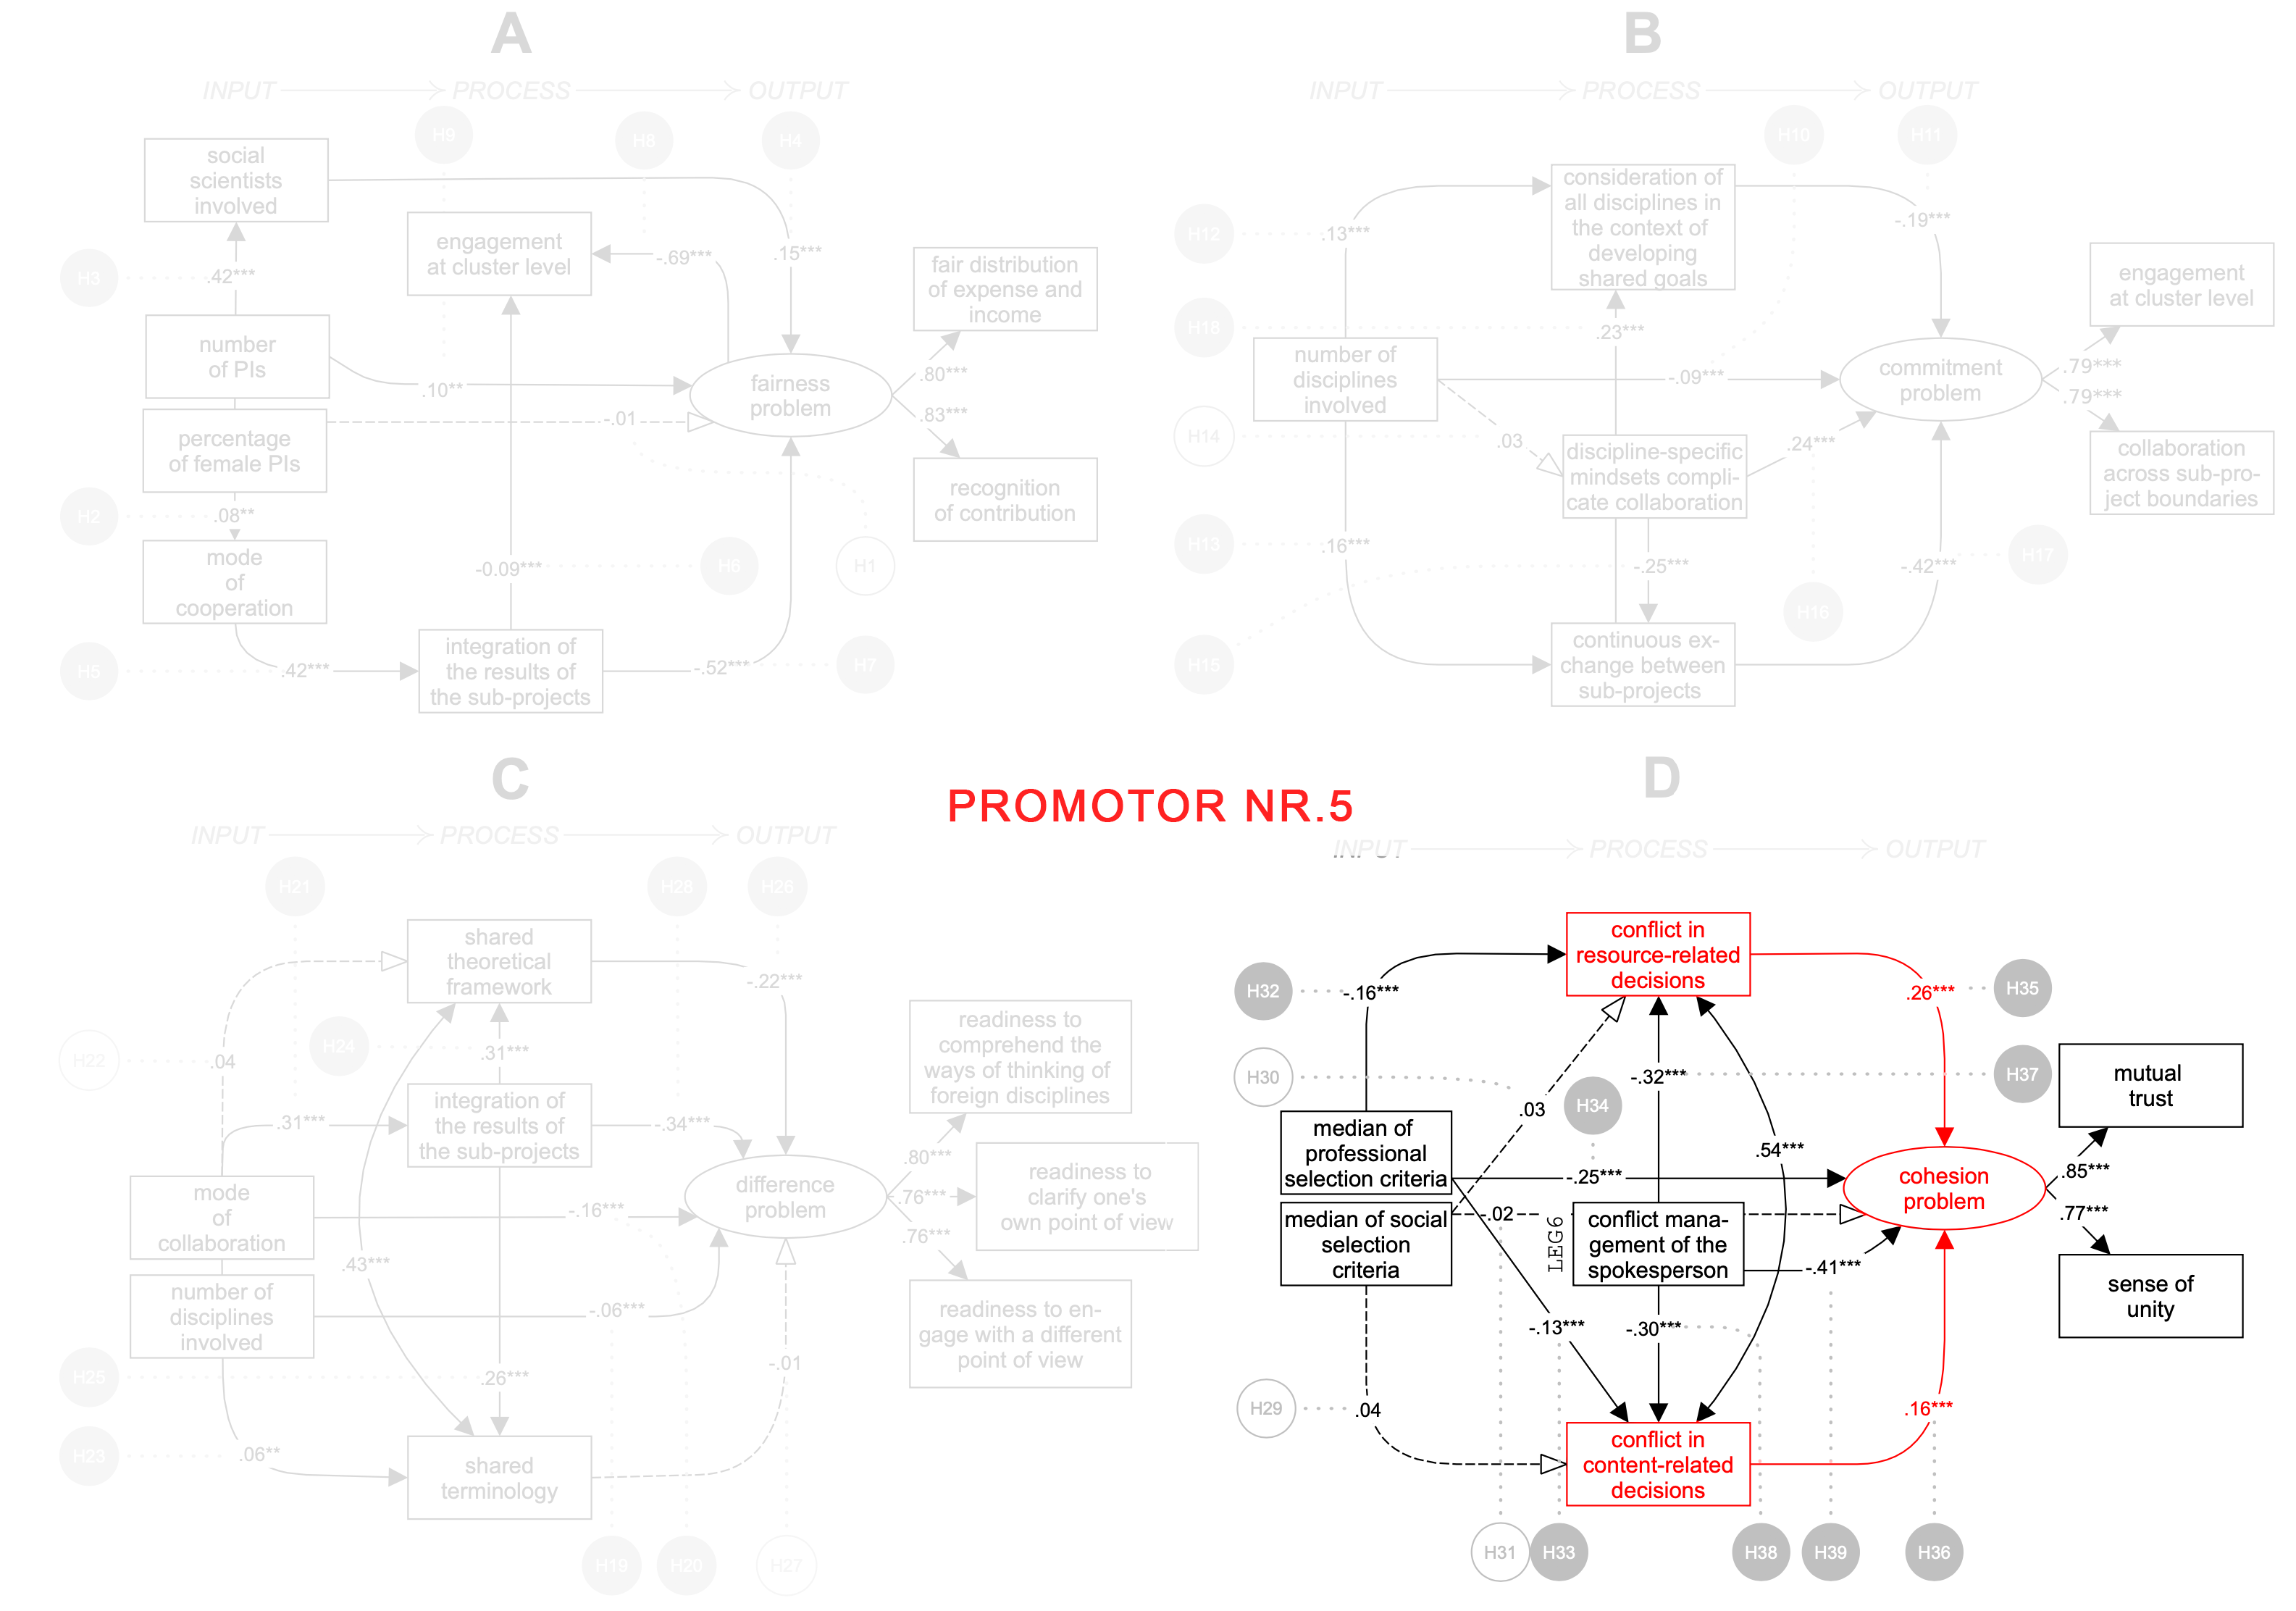 A
INPUT
PROCESS
OUTPUT
H9
H8
H4
social
scientists
involved
engagement
at cluster level
-.69***
.15***
fair distribution
of expense and
income
H3
.42***
number
of PIs
.10**
fairness
problem
.80***
.83***
-.01
percentage
of female PIs
recognition
of contribution
H2
.08**
mode
of
cooperation
-0.09***
H6
H1
H5
.42***
integration of
the results of
the sub-projects
-.52***
H7
B
INPUT
PROCESS
OUTPUT
H10
H11
consideration of
all disciplines in
the context of
developing
shared goals
H12
.13***
-.19***
engagement
at cluster level
H18
.23***
number of
disciplines
involved
-.09***
commitment
problem
.79***
.79***
H14
.03
discipline-specific
mindsets compli-
cate collaboration
.24***
collaboration
across sub-pro-
ject boundaries
H13
.16***
-.25***
-.42***
H17
H16
H15
continuous ex-
change between
sub-projects
C
INPUT
PROCESS
OUTPUT
H21
H28
H26
shared
theoretical
framework
-.22***
H22
.04
H24
.31***
readiness to
comprehend the
ways of thinking of
foreign disciplines
.31***
integration of
the results of
the sub-projects
-.34***
.80***
mode
of
collaboration
-.16***
difference
problem
.76***
readiness to
clarify one's
own point of view
.43***
.76***
number of
disciplines
involved
-.06***
readiness to en-
gage with a different
point of view
-.01
H25
.26***
H23
.06**
shared
terminology
H19
H20
H27
PROMOTOR NR.5
D
INPUT
PROCESS
OUTPUT
conflict in
resource-related
decisions
H32
-.16***
.26***
H35
H30
.03
H34
-.32***
H37
mutual
trust
median of
professional
selection criteria
-.25***
.54***
cohesion
problem
.85***
median of social
selection
criteria
-.02
LEG6
conflict mana-
gement of the
spokesperson
-.41***
.77***
sense of
unity
-.13***
-.30***
H29
.04
.16***
conflict in
content-related
decisions
H31
H33
H38
H39
H36